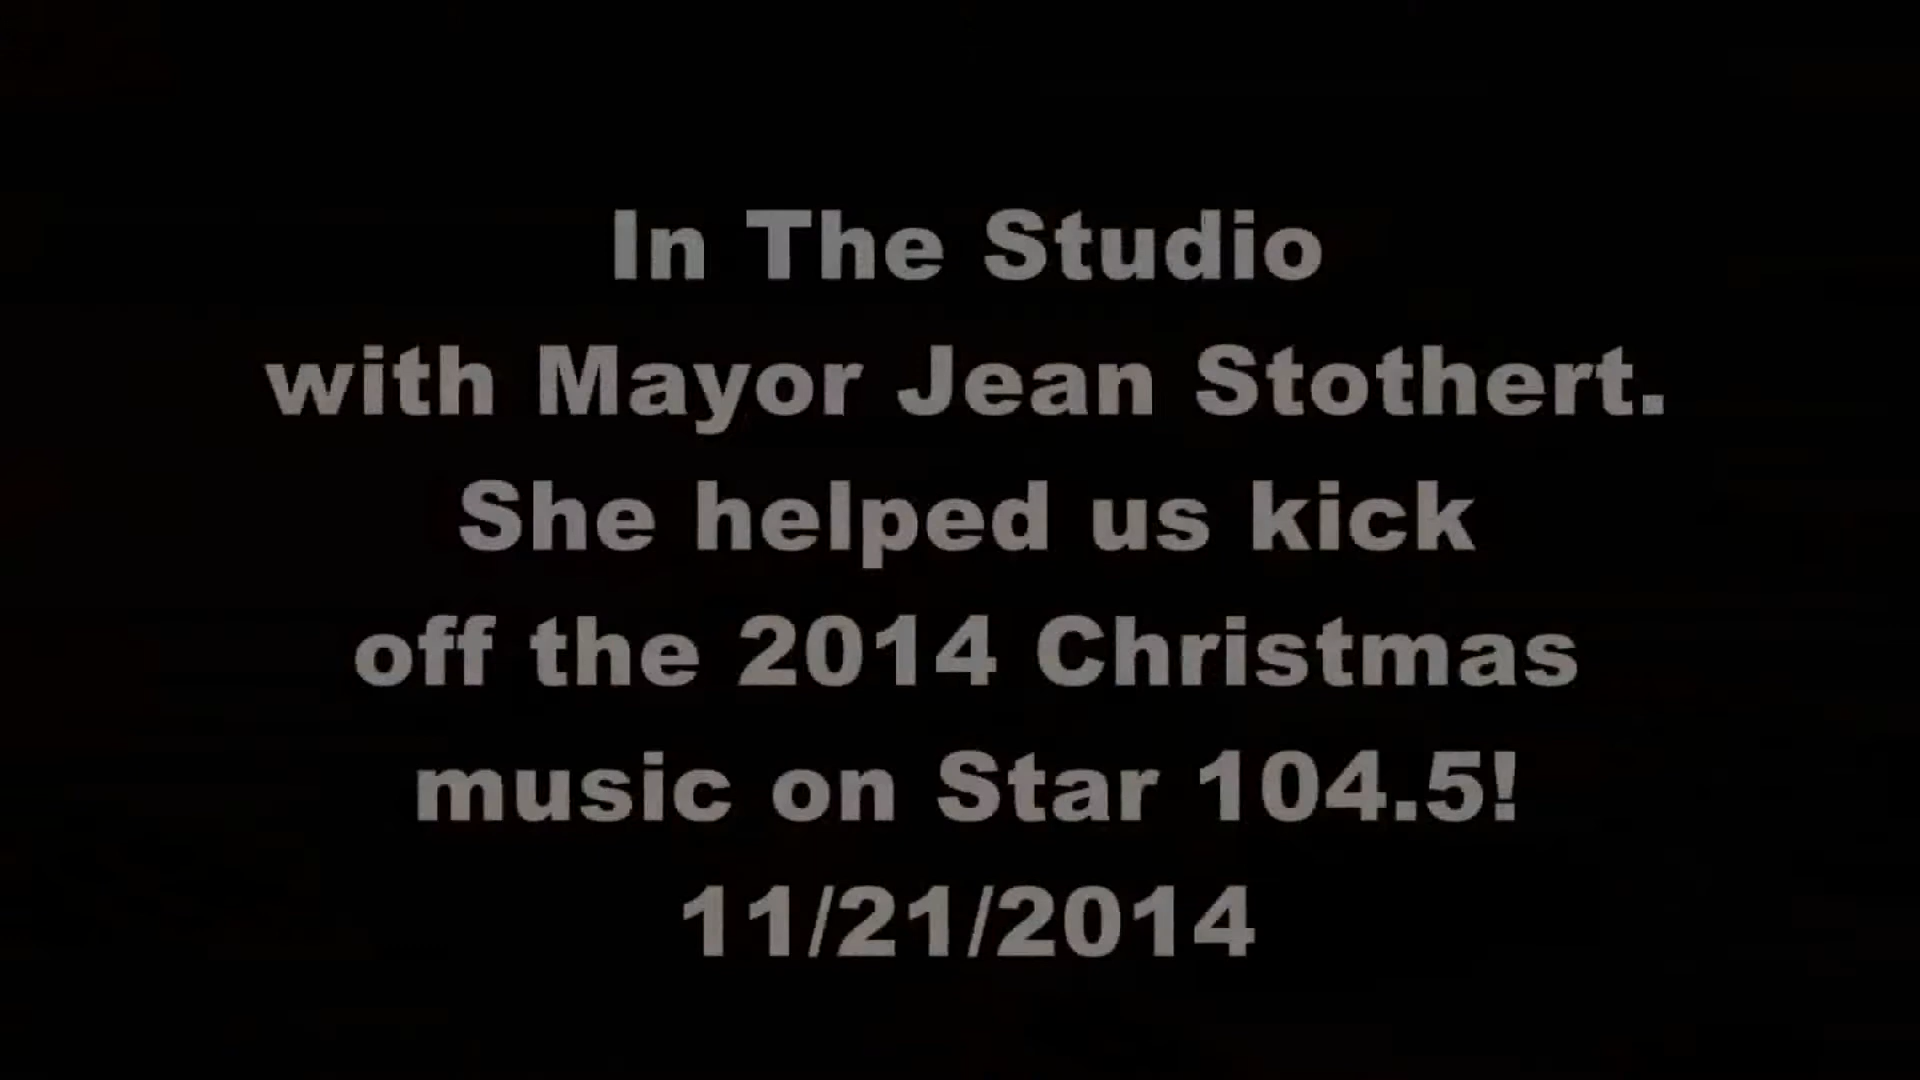 In The Studio
with Mayor Jean Stothert.
She helped us kick
off the 2014 Christmas
music on Star 104.5!
11/21/2014